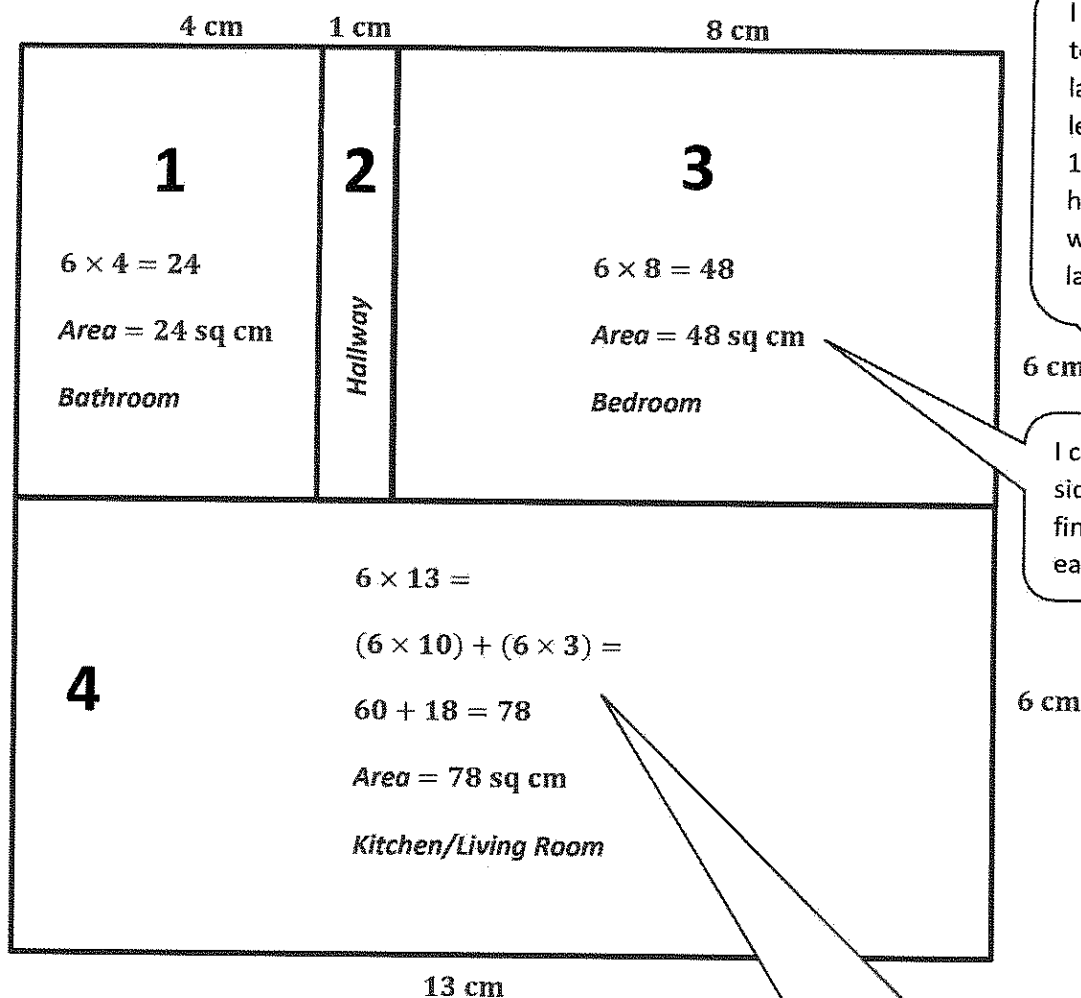 4 cm 1 cm 8 cm
1 2 3
6 × 4 = 24
Area = 24 sq cm
Bathroom
Hallway
6 × 8 = 48
Area = 48 sq cm
Bedroom
I
6 cm
I
6 × 13 =
(6 × 10) + (6 × 3) =
4
60 + 18 = 78
6 cm
Area = 78 sq cm
Kitchen/Living Room
13 cm